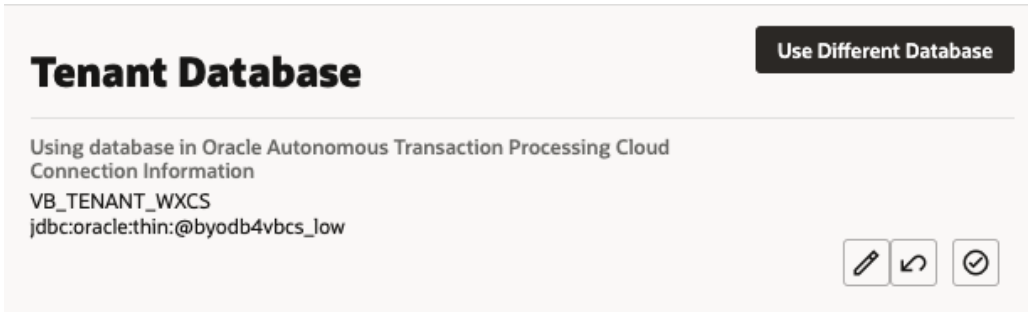 Use Different Database
Tenant Database
Using database in Oracle Autonomous Transaction Processing Cloud
Connection Information
VB_TENANT_WXCS
jdbc:oracle:thin:@byodb4vbcs_low